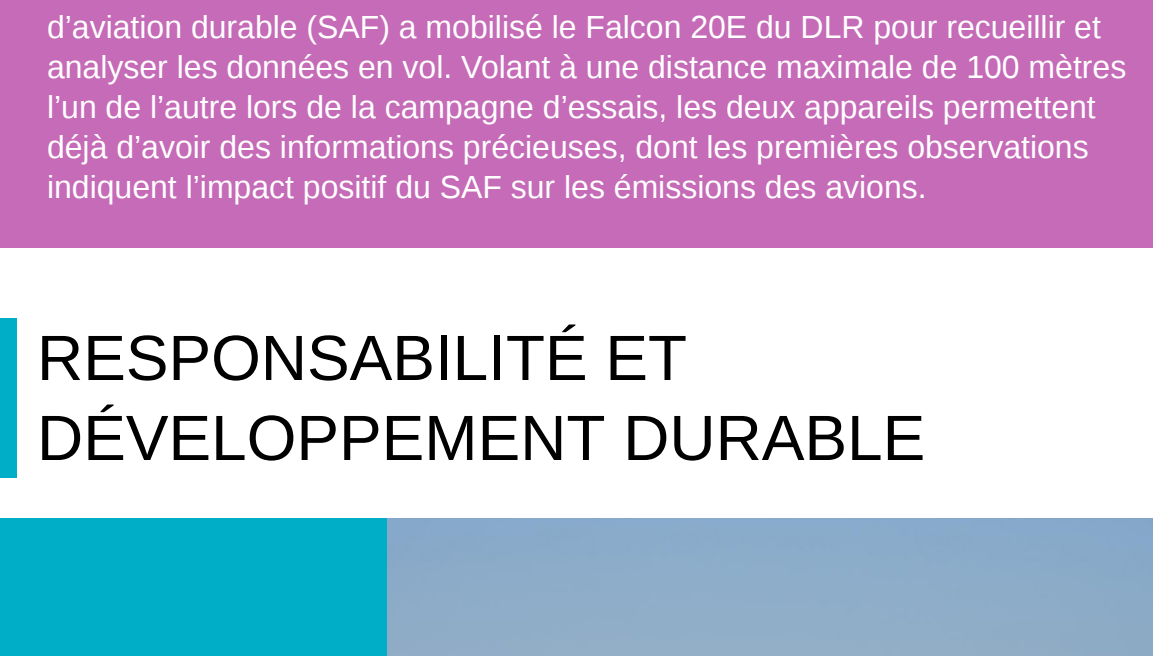 d’aviation durable (SAF) a mobilisé le Falcon 20E du DLR pour recueillir et
analyser les données en vol. Volant à une distance maximale de 100 mètres
l’un de l’autre lors de la campagne d’essais, les deux appareils permettent
déjà d’avoir des informations précieuses, dont les premières observations
indiquent l’impact positif du SAF sur les émissions des avions.
RESPONSABILITÉ ET
DÉVELOPPEMENT DURABLE